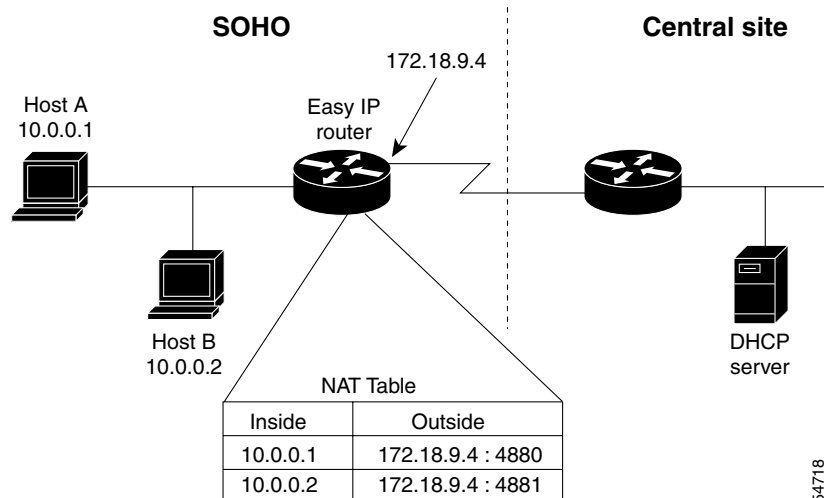 SOHO
Central site
172.18.9.4
Host A
10.0.0.1
Easy IP
router
Host B
10.0.0.2
DHCP
server
NAT Table
Inside Outside
10.0.0.1 172.18.9.4 : 4880
10.0.0.2 172.18.9.4 : 4881
54718